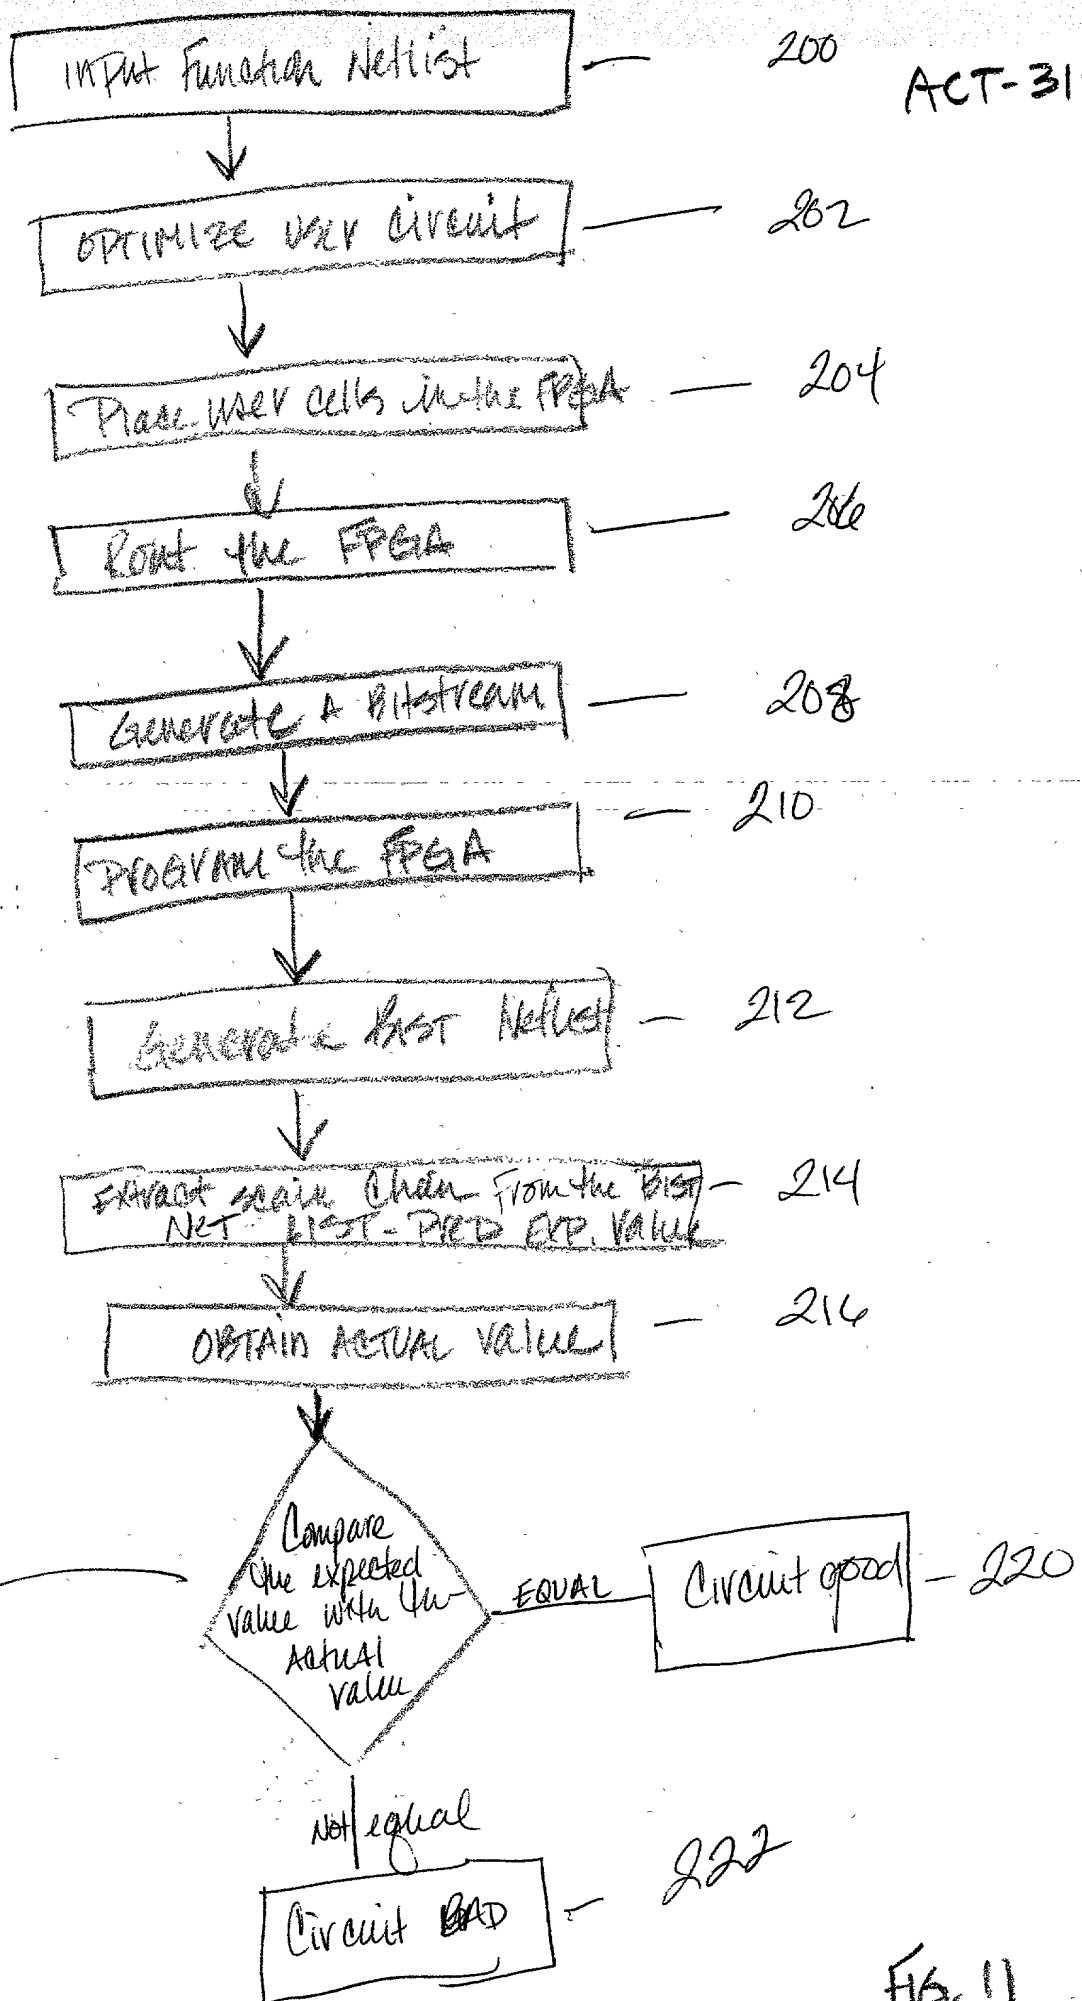 Input Function Netlist
200
ACT-31
OPTIMIZE user circuit
202
Place user cells in the FPGA
204
Rout the FPGA
206
Generate A Bitstream
208
PROGRAM the FPGA
210
Generate BIST Netlist
212
Extract scain Chain From the BIST
214
NET LIST - PRED EXP. Value
OBTAIN ACTUAL Value
216
Compare
the expected
value with the
Actual
value
EQUAL
Circuit good
220
Not equal
Circuit BAD
222
FIG. 11